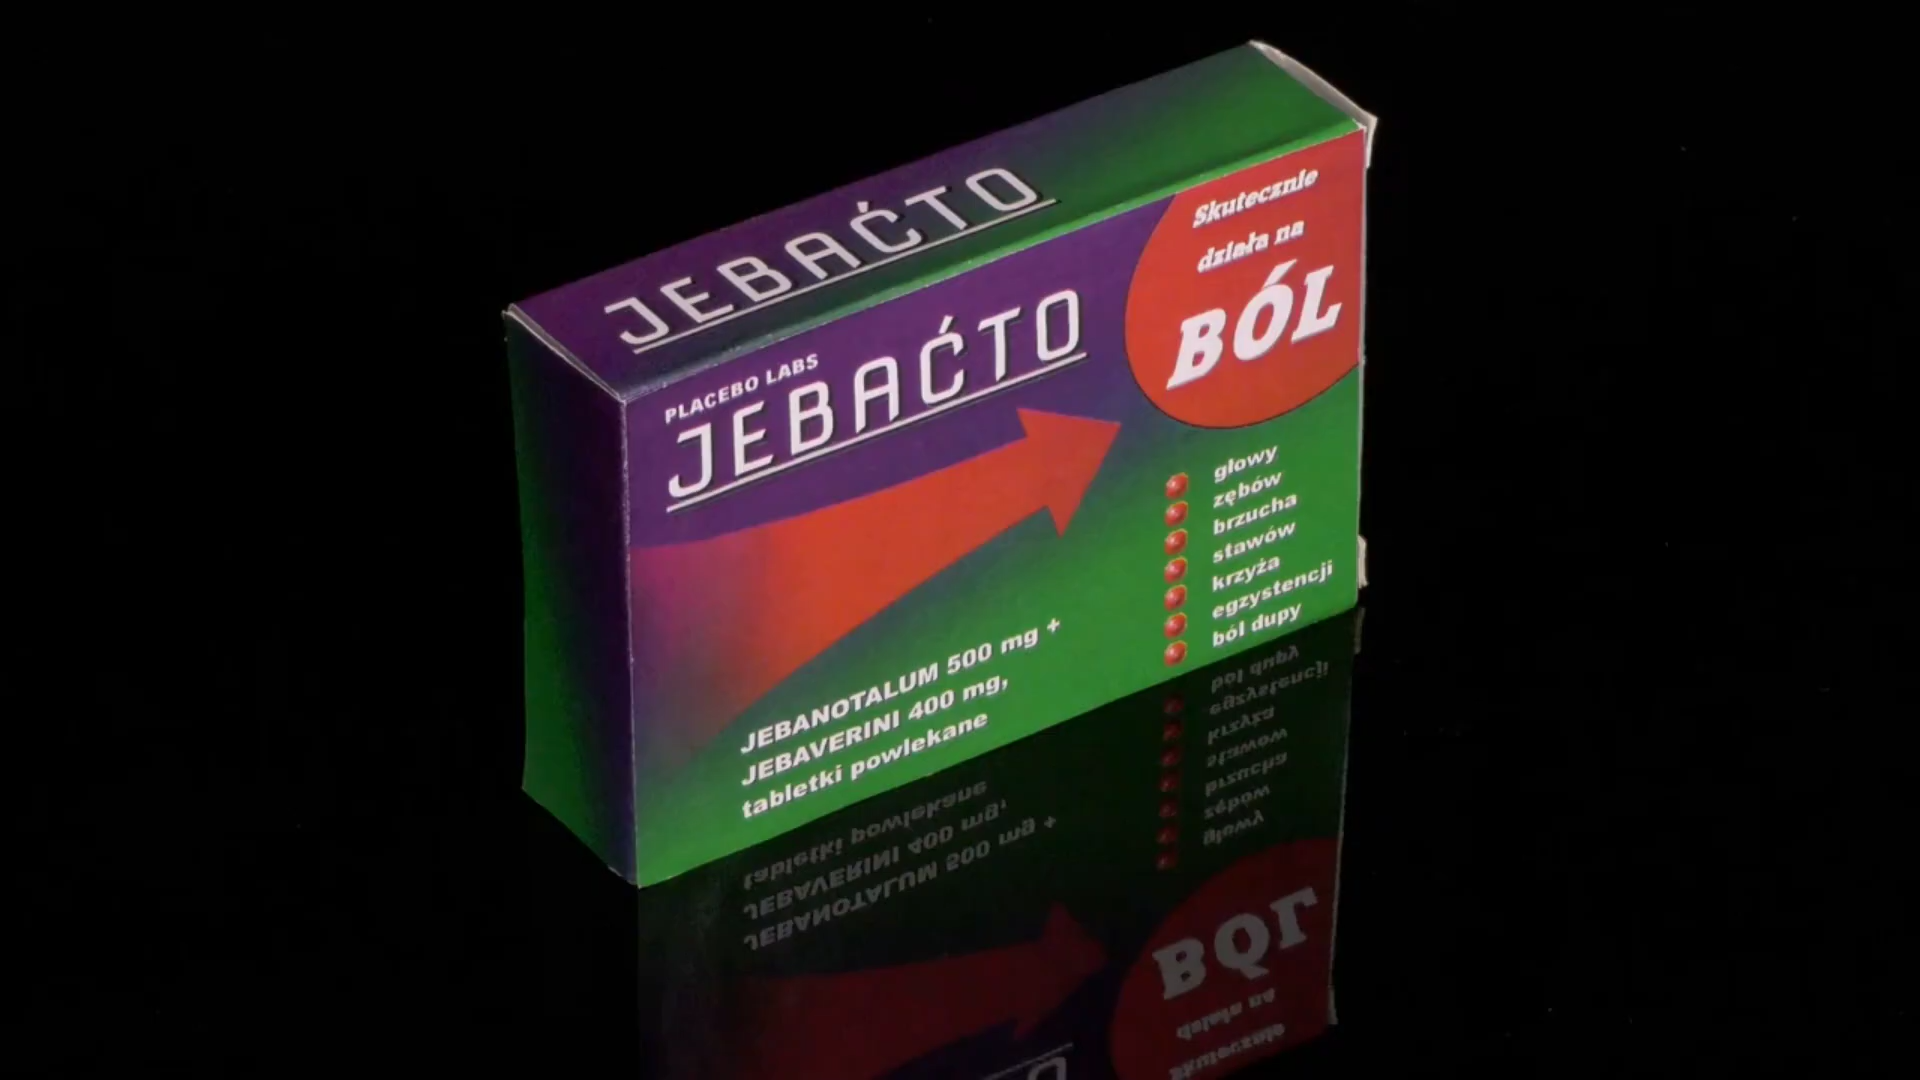 JEBAĆTO
PLACEBO LABS
JEBAĆTO
Skutecznie
działa na
BÓL
głowy
zębów
brzucha
stawów
krzyża
egzystencji
ból dupy
JEBANOTALUM 500 mg +
JEBAVERINI 400 mg,
tabletki powlekane